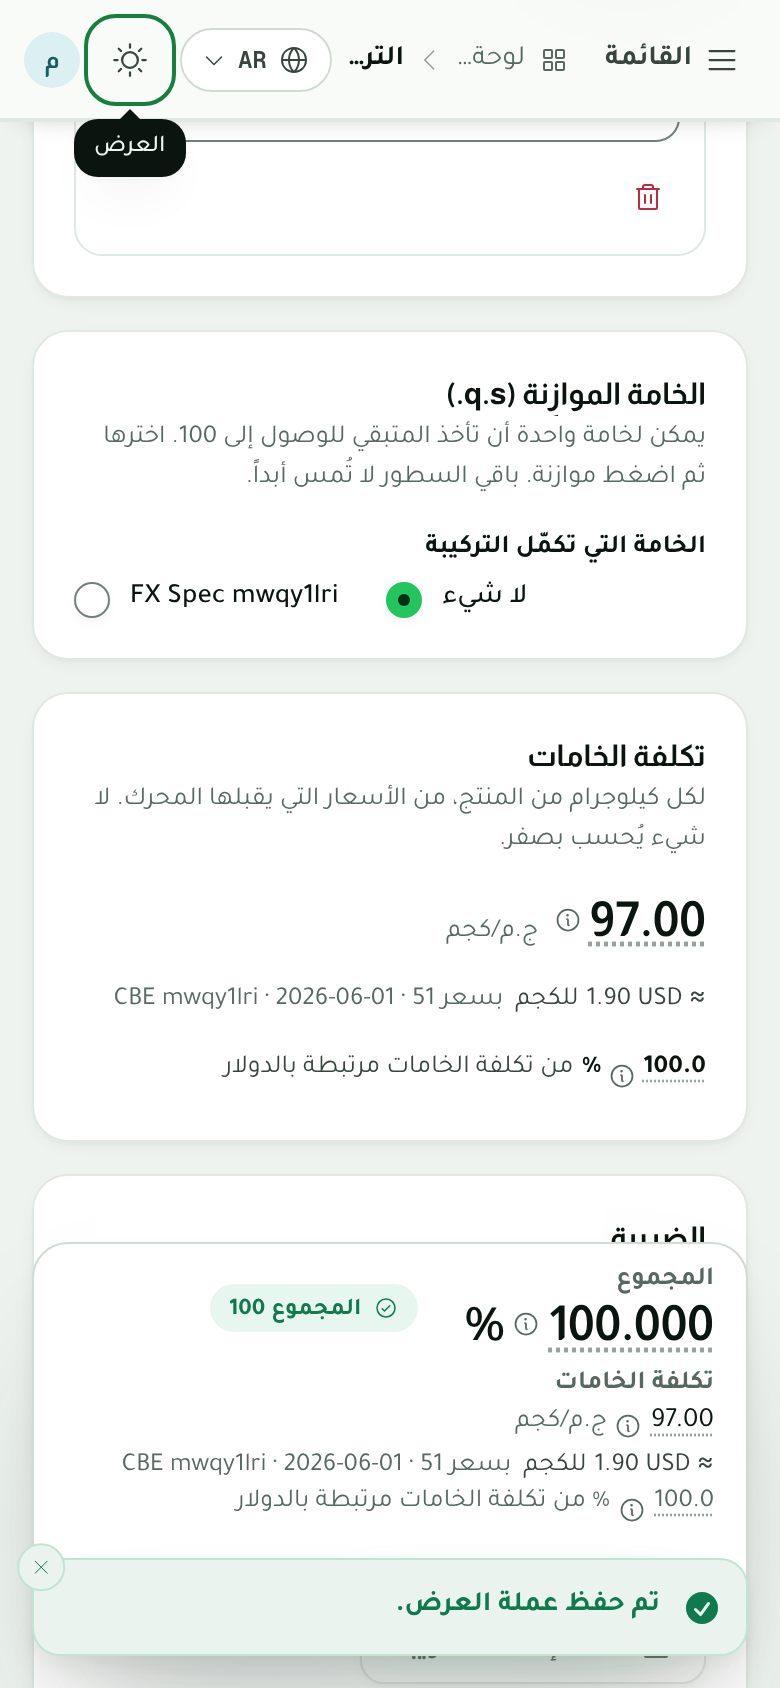 القائمة
لوحة...
التر...
AR
م
العرض
الخامة الموازنة (q.s.)
يمكن لخامة واحدة أن تأخذ المتبقي للوصول إلى 100. اخترها
ثم اضغط موازنة. باقي السطور لا تُمس أبداً.
الخامة التي تكمّل التركيبة
لا شيء
FX Spec mwqy1lri
تكلفة الخامات
لكل كيلوجرام من المنتج، من الأسعار التي يقبلها المحرك. لا
شيء يُحسب بصفر.
97.00 ج.م/كجم
≈ 1.90 USD للكجم بسعر 51 · 2026-06-01 · CBE mwqy1lri
100.0 % من تكلفة الخامات مرتبطة بالدولار
الضريبة
المجموع
100.000 %
المجموع 100
تكلفة الخامات
97.00 ج.م/كجم
≈ 1.90 USD للكجم بسعر 51 · 2026-06-01 · CBE mwqy1lri
100.0 % من تكلفة الخامات مرتبطة بالدولار
تم حفظ عملة العرض.